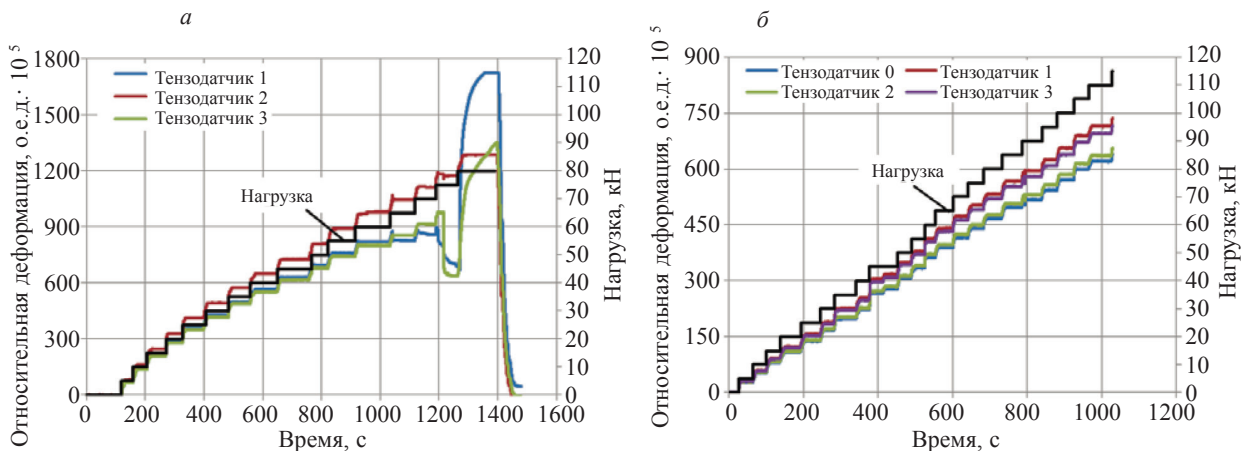 а
Относительная деформация, о.е.д.· 10 5
1800
1500
1200
900
600
300
0
Тензодатчик 1
Тензодатчик 2
Тензодатчик 3
Нагрузка
120
110
100
90
80
70
60
50
40
30
20
10
0
Нагрузка, кН
0 200 400 600 800 1000 1200 1400 1600
Время, с
б
Относительная деформация, о.е.д.· 10 5
900
750
600
450
300
150
0
Тензодатчик 0 Тензодатчик 1
Тензодатчик 2 Тензодатчик 3
Нагрузка
120
110
100
90
80
70
60
50
40
30
20
10
0
Нагрузка, кН
0 200 400 600 800 1000 1200
Время, с